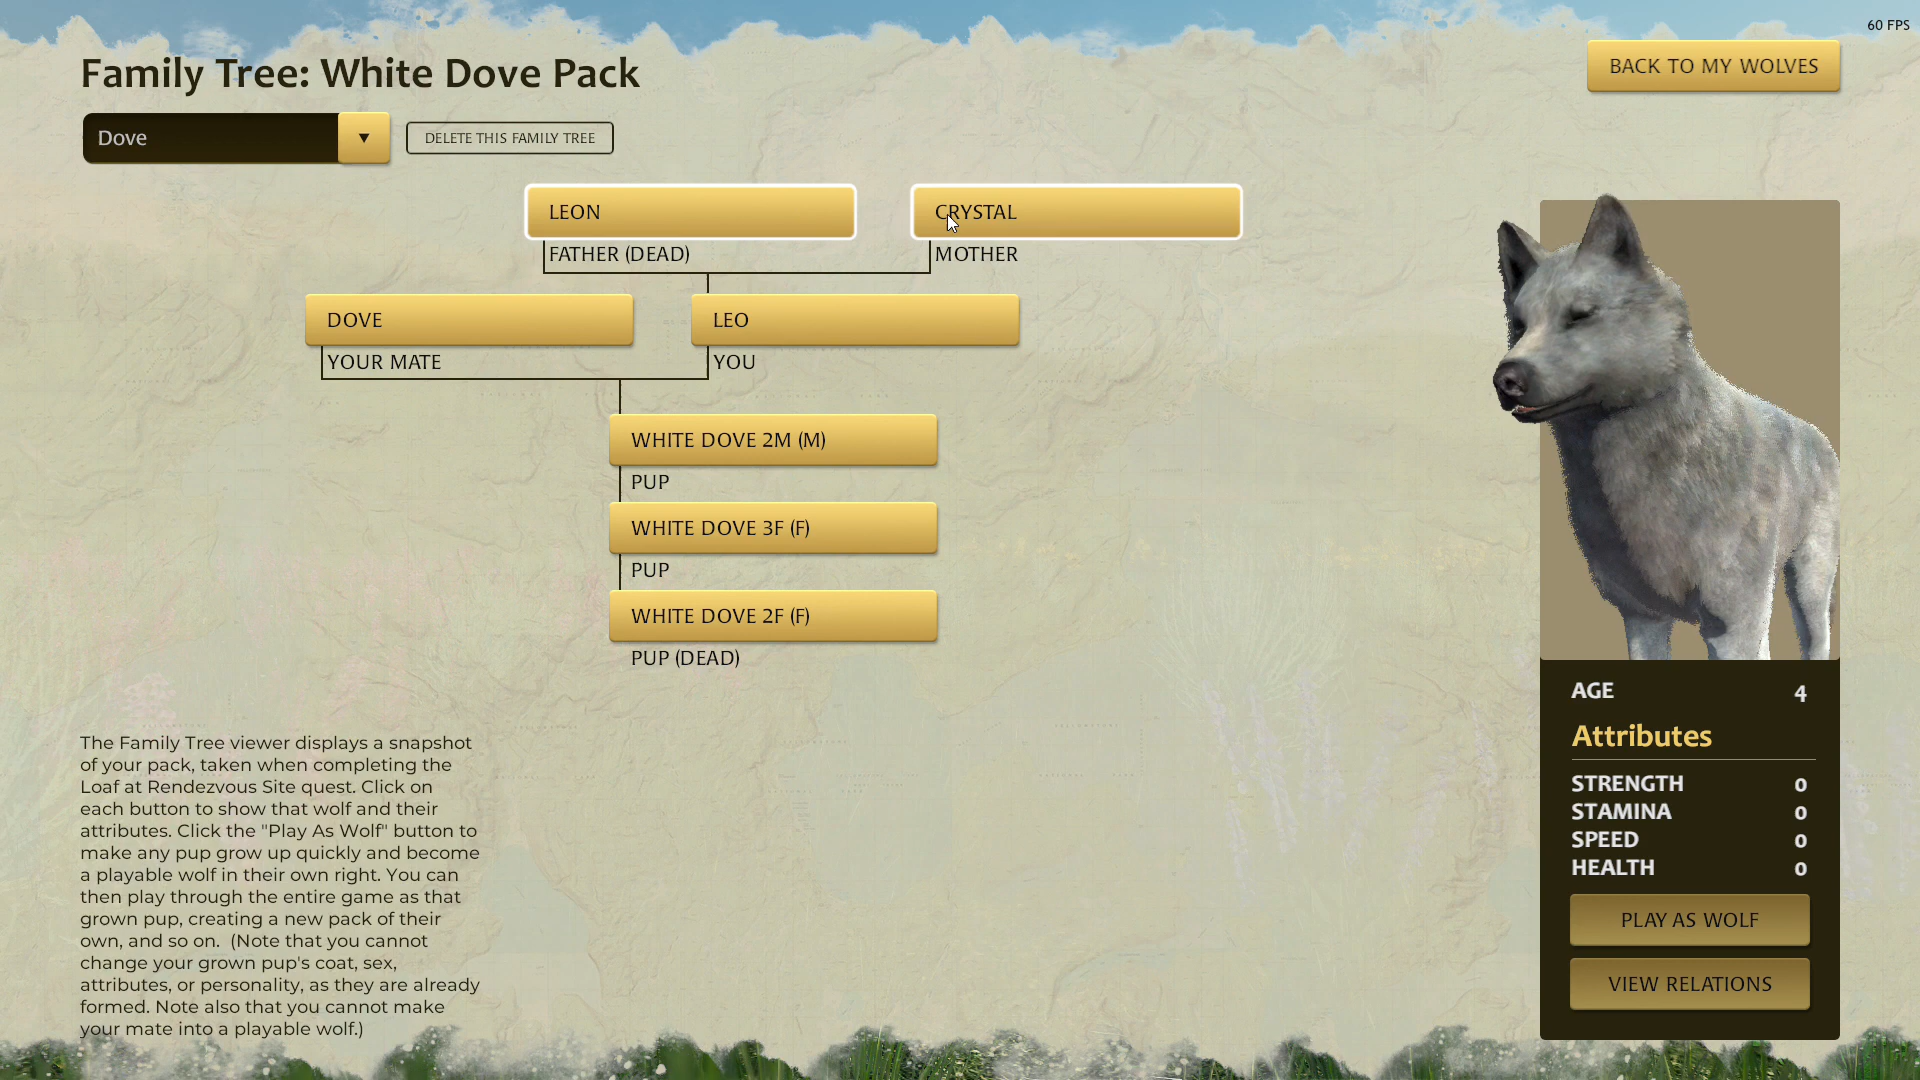 60 FPS
Family Tree: White Dove Pack
BACK TO MY WOLVES
Dove
▼
DELETE THIS FAMILY TREE
LEON
CRYSTAL
FATHER (DEAD)
MOTHER
DOVE
LEO
YOUR MATE
YOU
WHITE DOVE 2M (M)
PUP
WHITE DOVE 3F (F)
PUP
WHITE DOVE 2F (F)
PUP (DEAD)
The Family Tree viewer displays a snapshot
of your pack, taken when completing the
Loaf at Rendezvous Site quest. Click on
each button to show that wolf and their
attributes. Click the "Play As Wolf" button to
make any pup grow up quickly and become
a playable wolf in their own right. You can
then play through the entire game as that
grown pup, creating a new pack of their
own, and so on.  (Note that you cannot
change your grown pup's coat, sex,
attributes, or personality, as they are already
formed. Note also that you cannot make
your mate into a playable wolf.)
AGE 4
Attributes
STRENGTH 0
STAMINA 0
SPEED 0
HEALTH 0
PLAY AS WOLF
VIEW RELATIONS